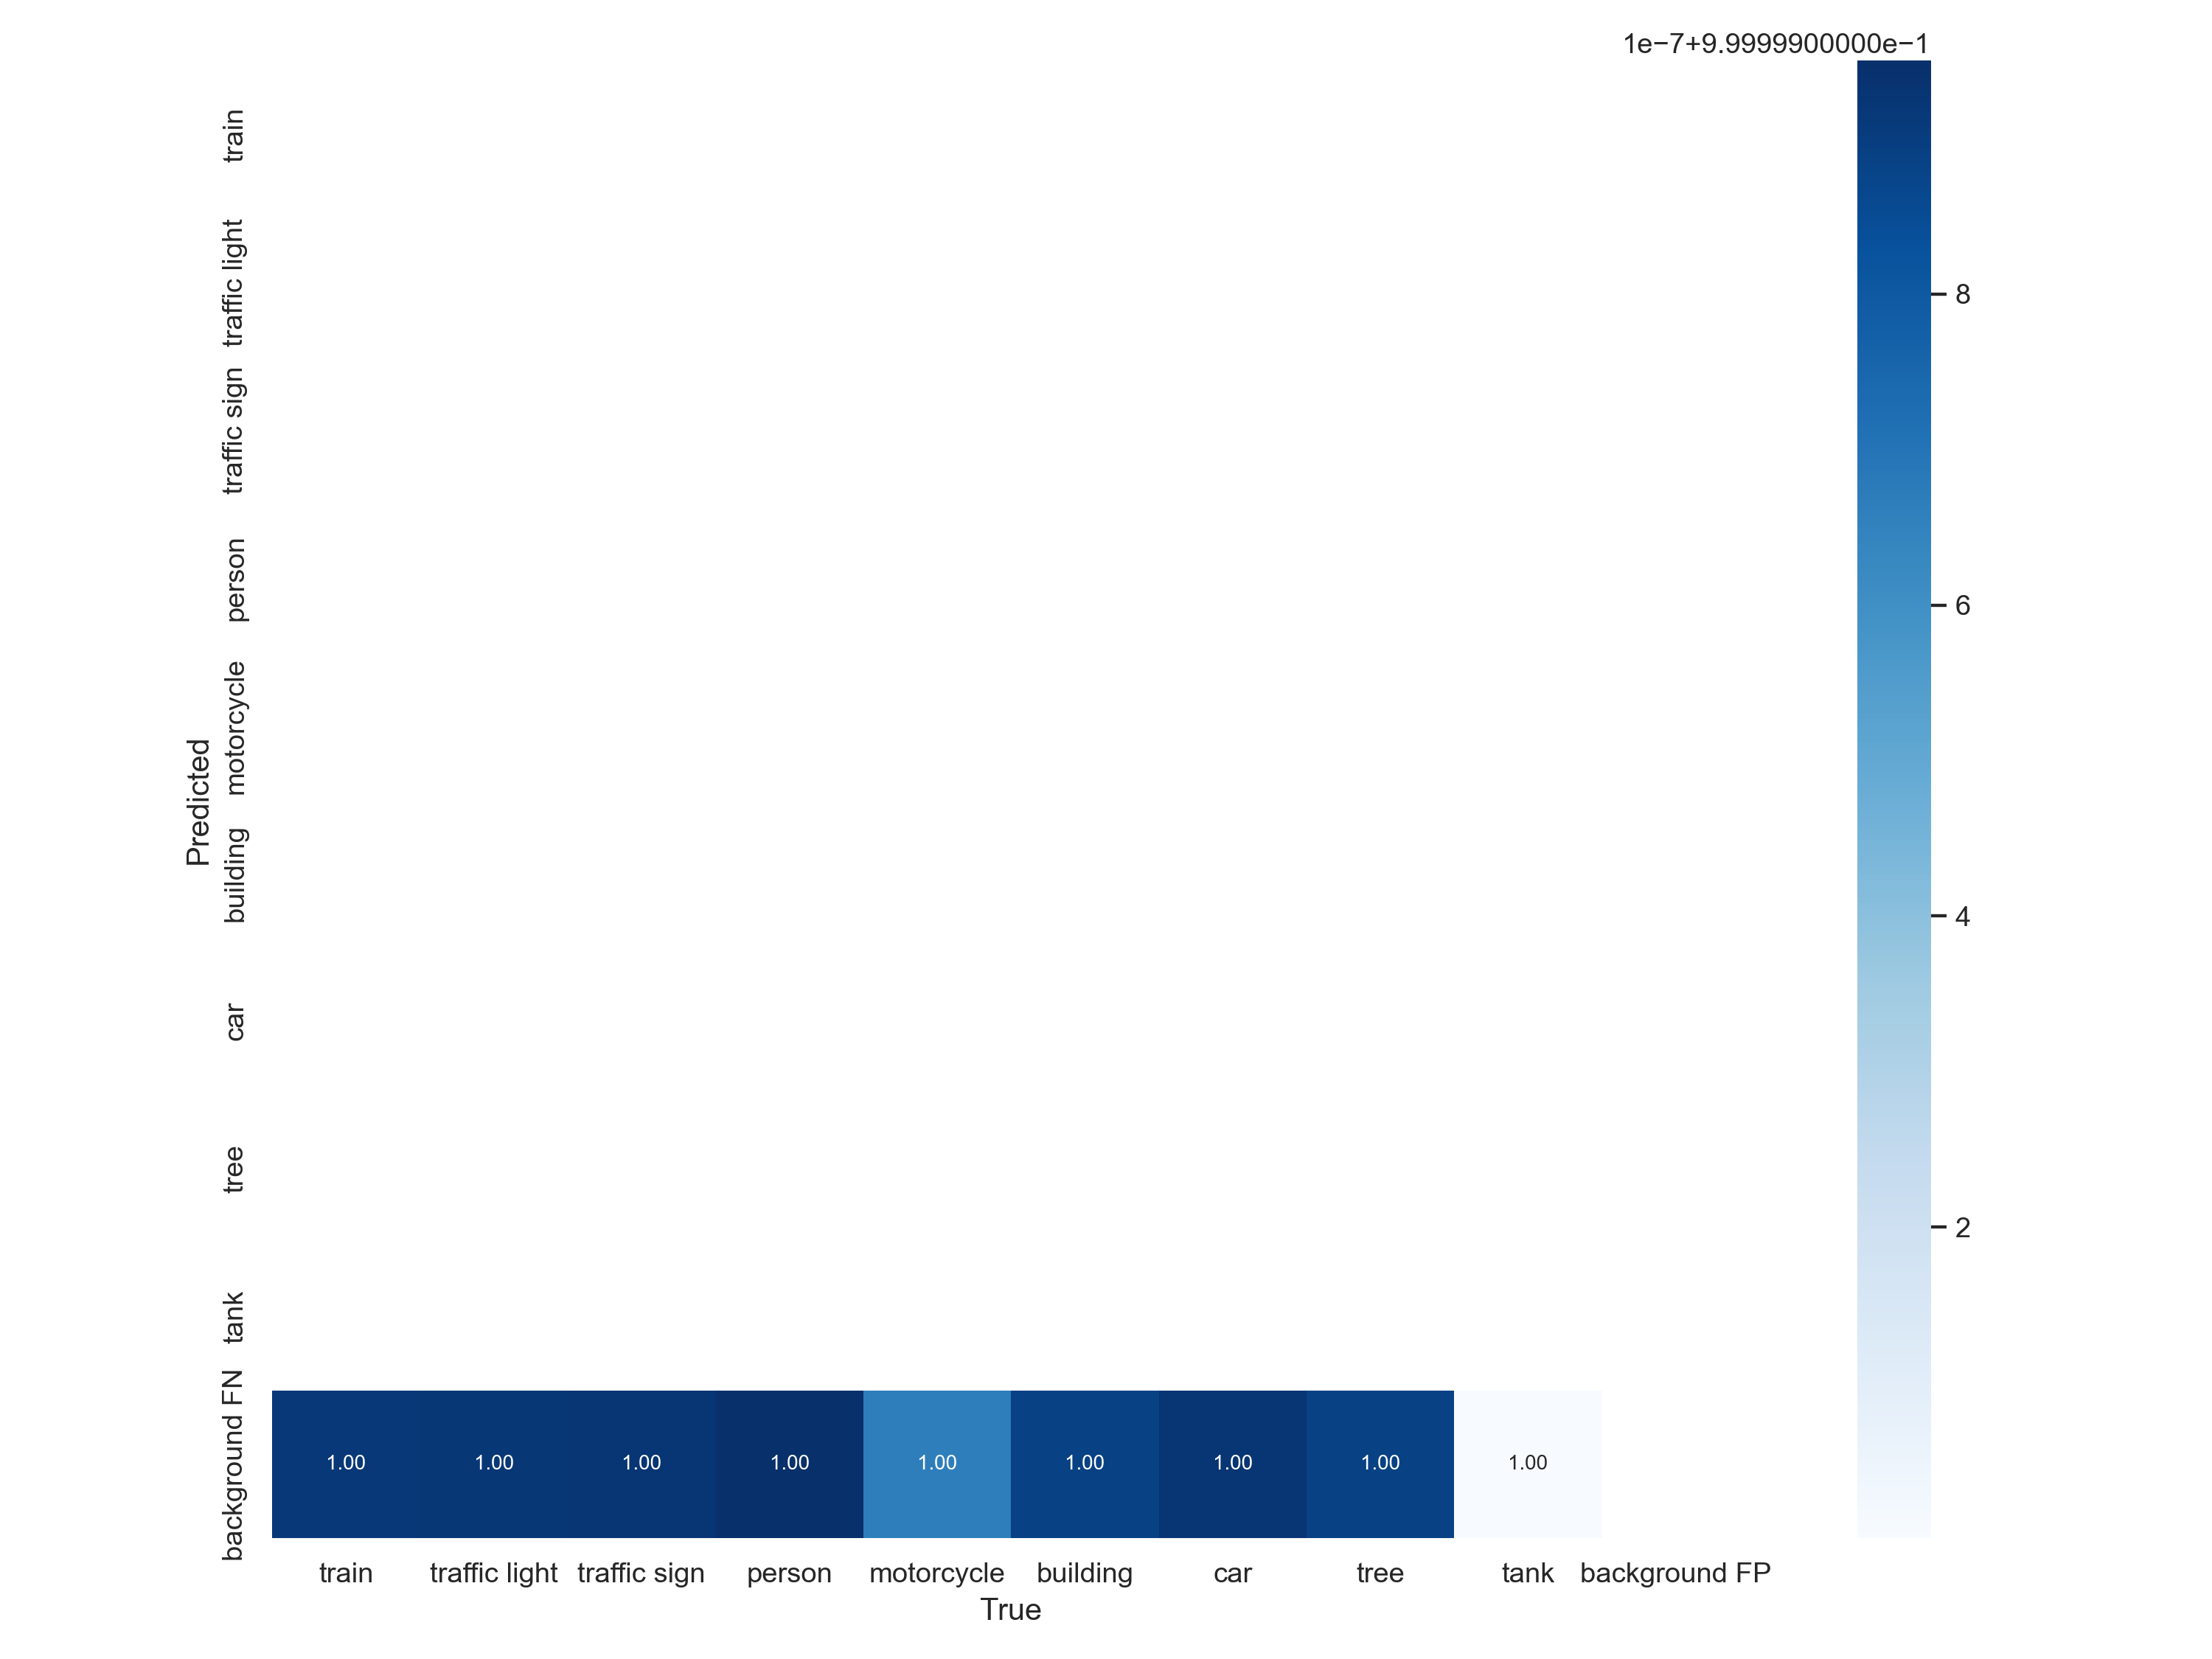 1e−7+9.9999900000e−1
8
6
4
2
Predicted
train
traffic light
traffic sign
person
motorcycle
building
car
tree
tank
background FN
1.00 1.00 1.00 1.00 1.00 1.00 1.00 1.00 1.00
train traffic light traffic sign person motorcycle building car tree tank background FP
True